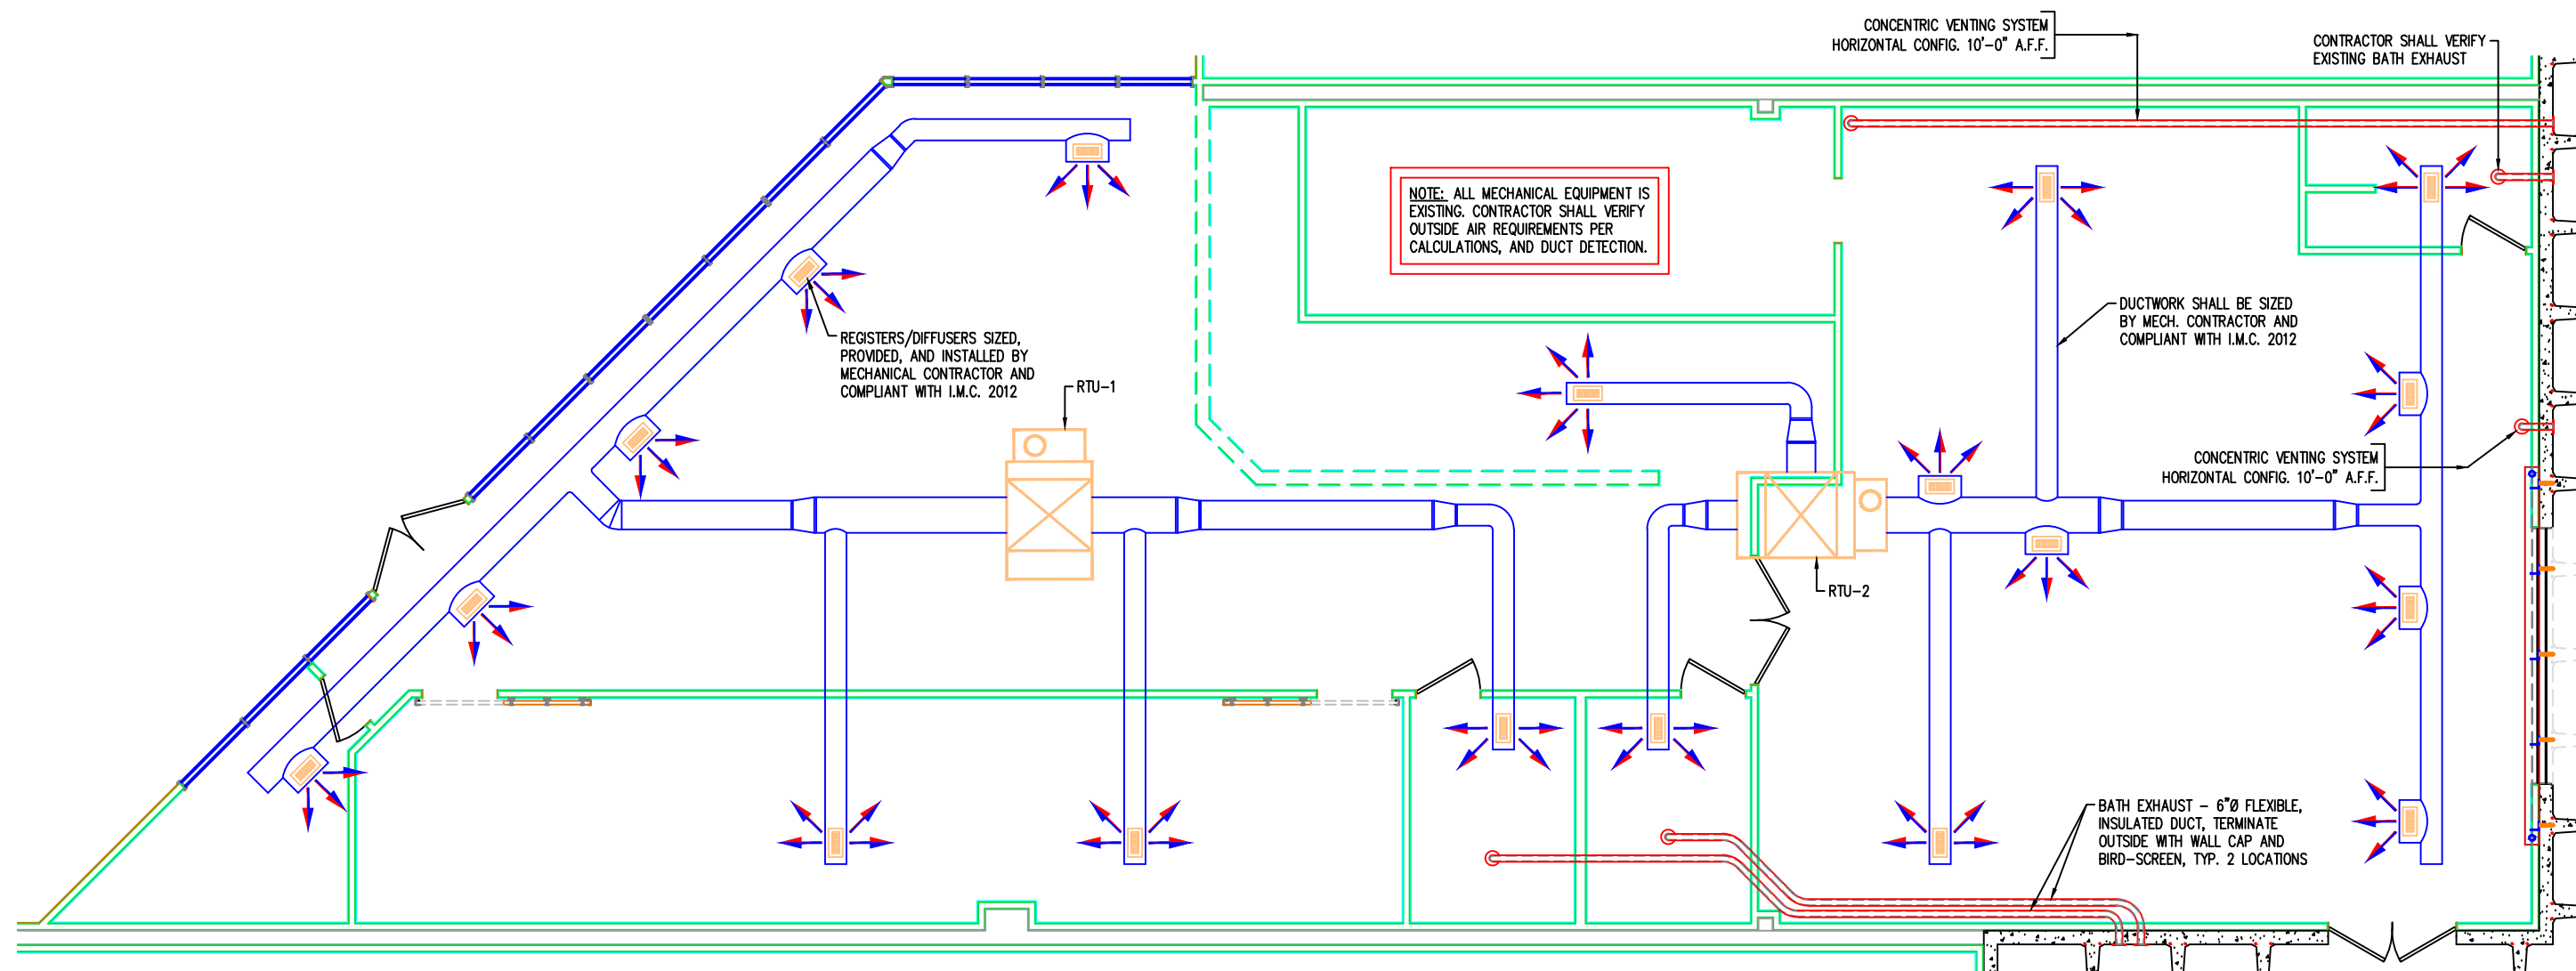 CONCENTRIC VENTING SYSTEM
HORIZONTAL CONFIG. 10'-0" A.F.F.
CONTRACTOR SHALL VERIFY
EXISTING BATH EXHAUST
NOTE: ALL MECHANICAL EQUIPMENT IS
EXISTING. CONTRACTOR SHALL VERIFY
OUTSIDE AIR REQUIREMENTS PER
CALCULATIONS, AND DUCT DETECTION.
REGISTERS/DIFFUSERS SIZED,
PROVIDED, AND INSTALLED BY
MECHANICAL CONTRACTOR AND
COMPLIANT WITH I.M.C. 2012
RTU-1
DUCTWORK SHALL BE SIZED
BY MECH. CONTRACTOR AND
COMPLIANT WITH I.M.C. 2012
CONCENTRIC VENTING SYSTEM
HORIZONTAL CONFIG. 10'-0" A.F.F.
RTU-2
BATH EXHAUST - 6"Ø FLEXIBLE,
INSULATED DUCT, TERMINATE
OUTSIDE WITH WALL CAP AND
BIRD-SCREEN, TYP. 2 LOCATIONS